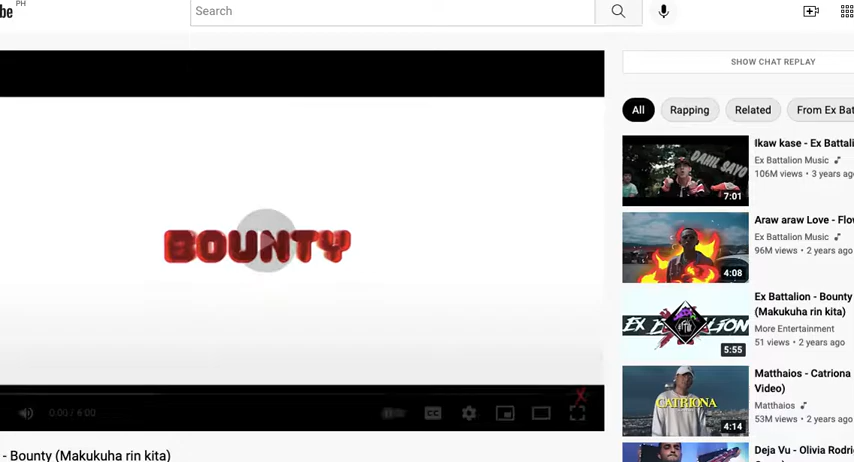 be PH
Search
BOUNTY
0:00 / 6:00
CC
- Bounty (Makukuha rin kita)
SHOW CHAT REPLAY
All
Rapping
Related
From Ex Bat
DAHIL SAYO
7:01
Ikaw kase - Ex Battali
Ex Battalion Music
106M views • 3 years ago
4:08
Araw araw Love - Flow
Ex Battalion Music
96M views • 2 years ago
5:55
Ex Battalion - Bounty
(Makukuha rin kita)
More Entertainment
51 views • 2 years ago
CATRIONA
4:14
Matthaios - Catriona
Video)
Matthaios
53M views • 2 years ago
Deja Vu - Olivia Rodri